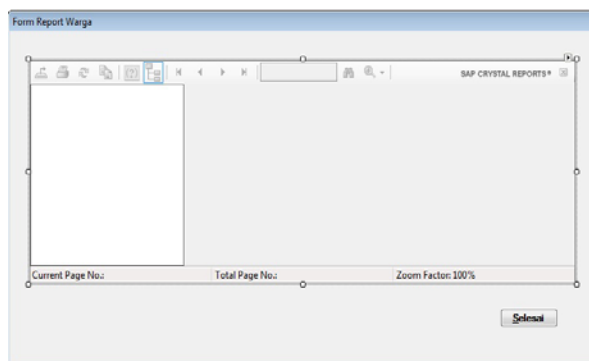 Form Report Warga
SAP CRYSTAL REPORTS®
Current Page No.: Total Page No.: Zoom Factor: 100%
Selesai